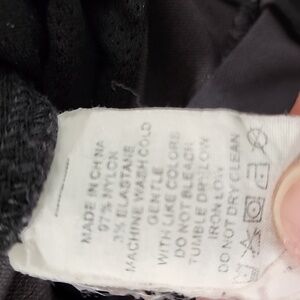 MADE IN CHINA
97% NYLON
3% ELASTANE
MACHINE WASH COLD
GENTLE
WITH LIKE COLORS
DO NOT BLEACH
TUMBLE DRY LOW
IRON LOW
DO NOT DRY CLEAN